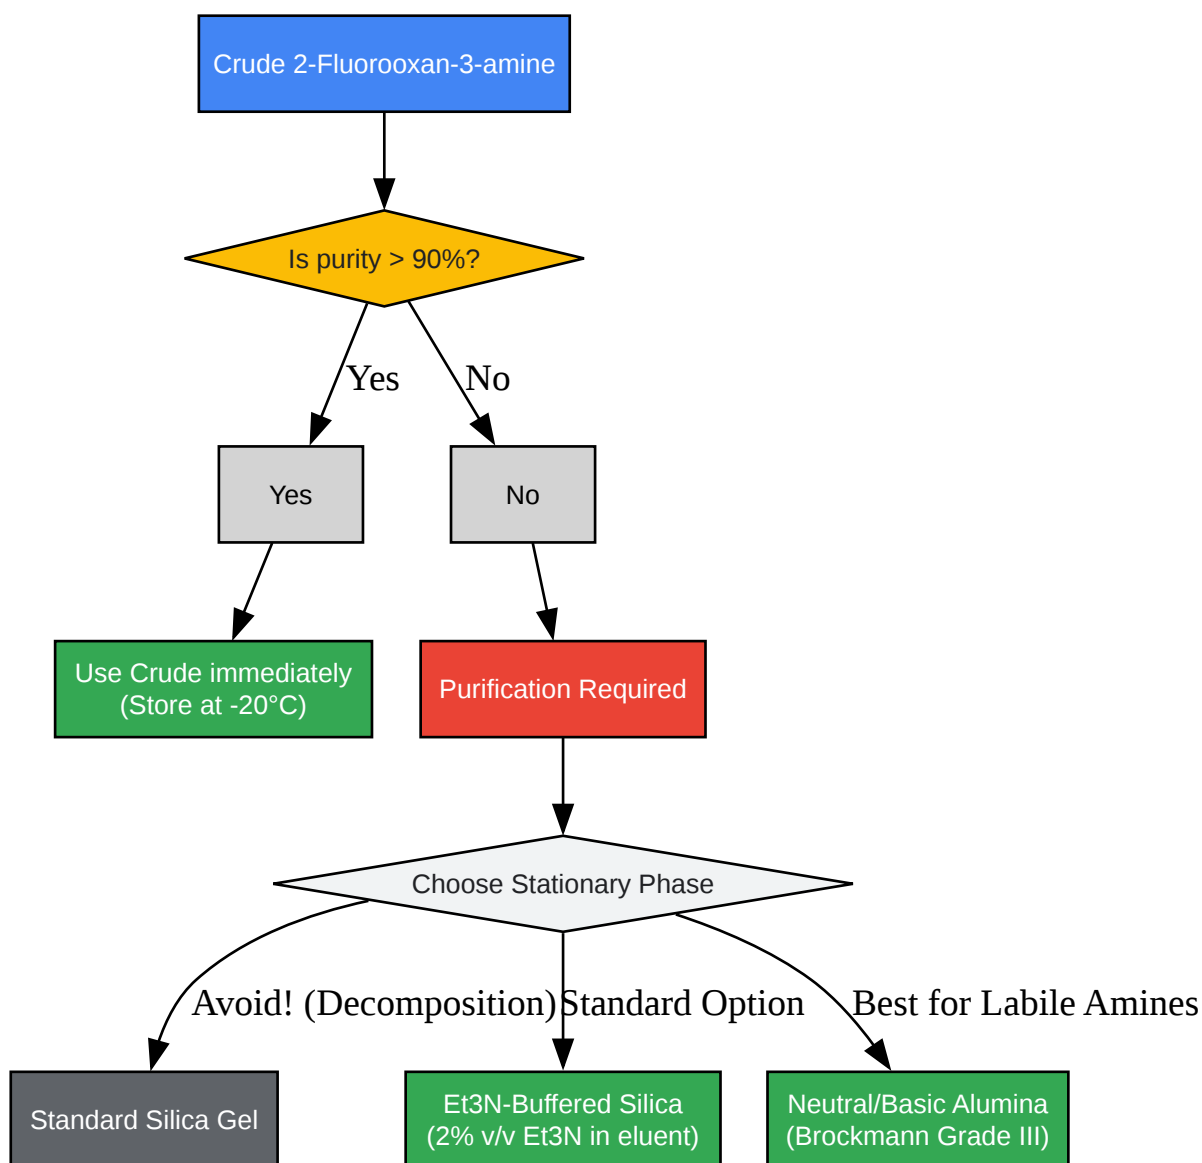 Crude 2-Fluorooxan-3-amine
Is purity > 90%?
Yes
No
Yes
No
Use Crude immediately
(Store at -20°C)
Purification Required
Choose Stationary Phase
Avoid! (Decomposition)
Standard Option
Best for Labile Amines
Standard Silica Gel
Et3N-Buffered Silica
(2% v/v Et3N in eluent)
Neutral/Basic Alumina
(Brockmann Grade III)